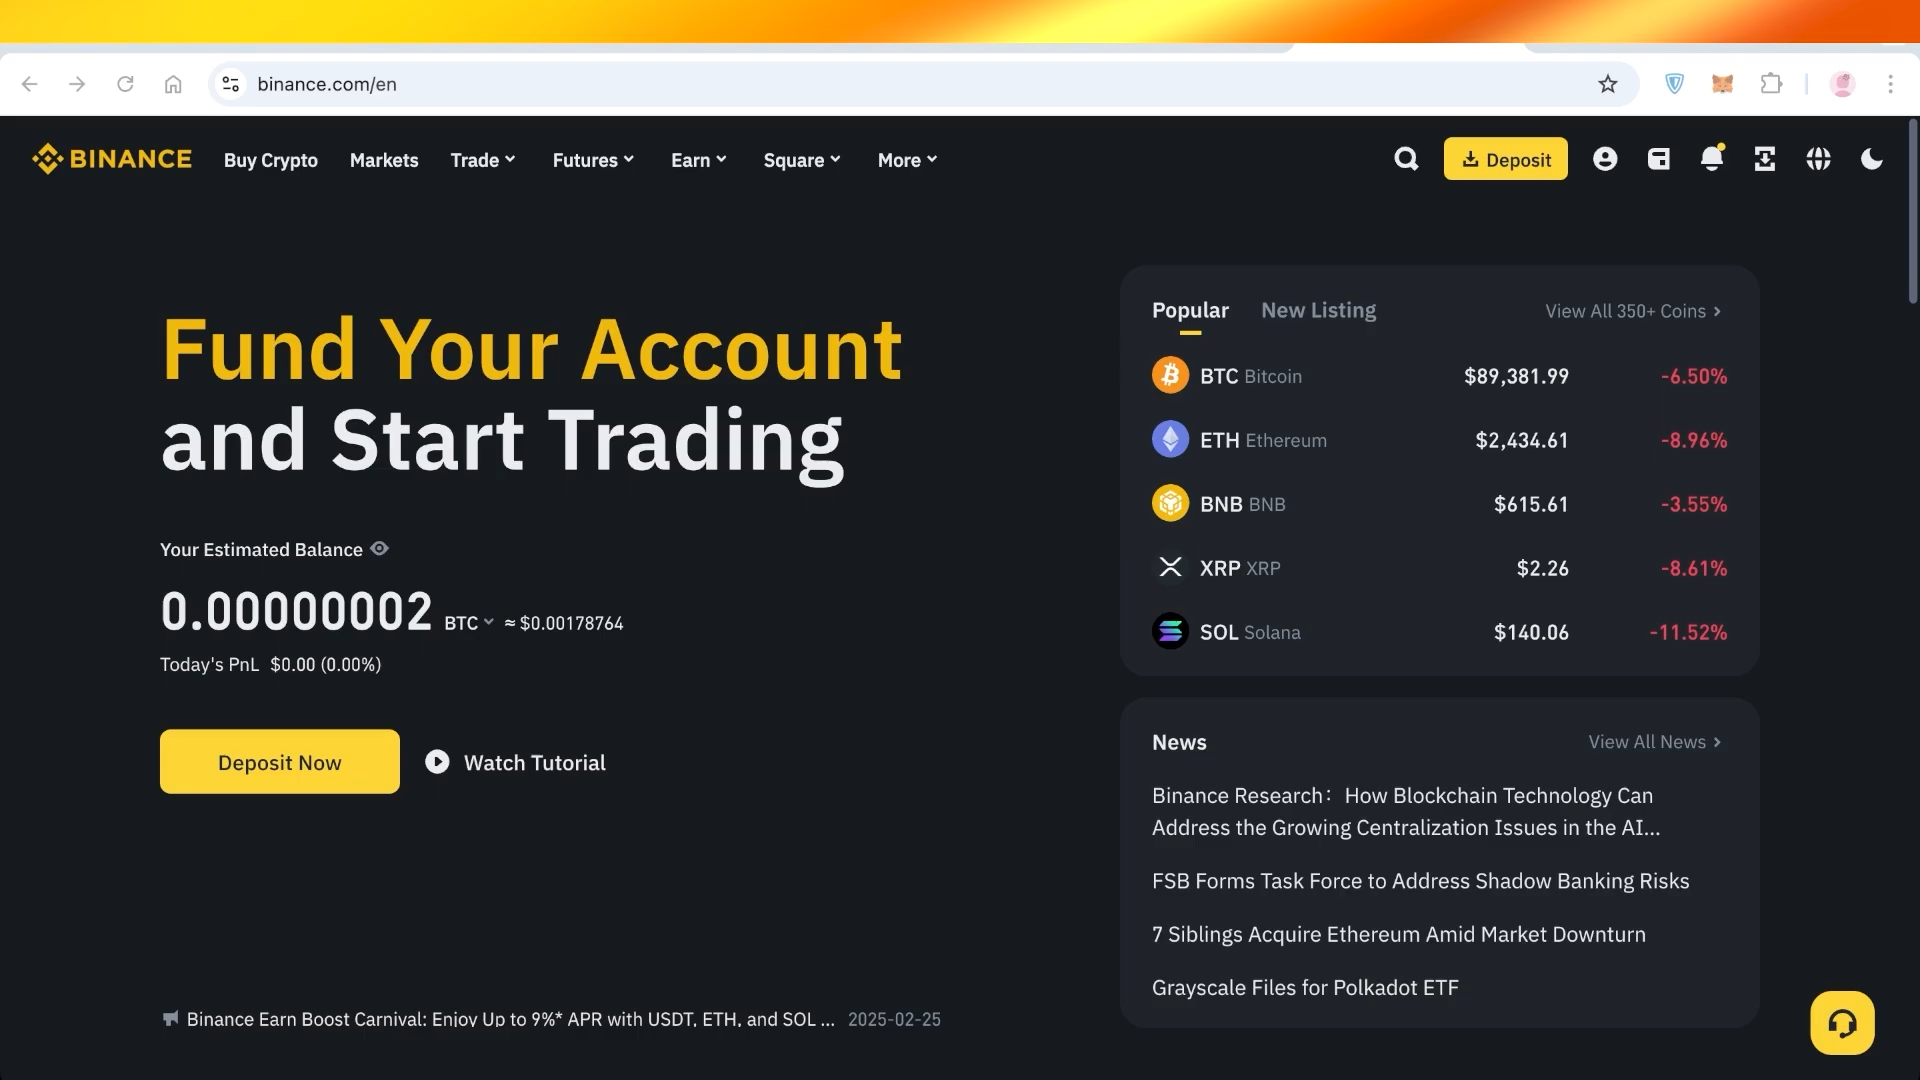 binance.com/en
BINANCE
Buy Crypto
Markets
Trade
Futures
Earn
Square
More
Deposit
Fund Your Account
and Start Trading
Your Estimated Balance
0.00000002 BTC ≈ $0.00178764
Today's PnL $0.00 (0.00%)
Deposit Now
Watch Tutorial
Binance Earn Boost Carnival: Enjoy Up to 9%* APR with USDT, ETH, and SOL ... 2025-02-25
Popular New Listing View All 350+ Coins
BTC Bitcoin $89,381.99 -6.50%
ETH Ethereum $2,434.61 -8.96%
BNB BNB $615.61 -3.55%
XRP XRP $2.26 -8.61%
SOL Solana $140.06 -11.52%
News View All News
Binance Research： How Blockchain Technology Can
Address the Growing Centralization Issues in the AI...
FSB Forms Task Force to Address Shadow Banking Risks
7 Siblings Acquire Ethereum Amid Market Downturn
Grayscale Files for Polkadot ETF